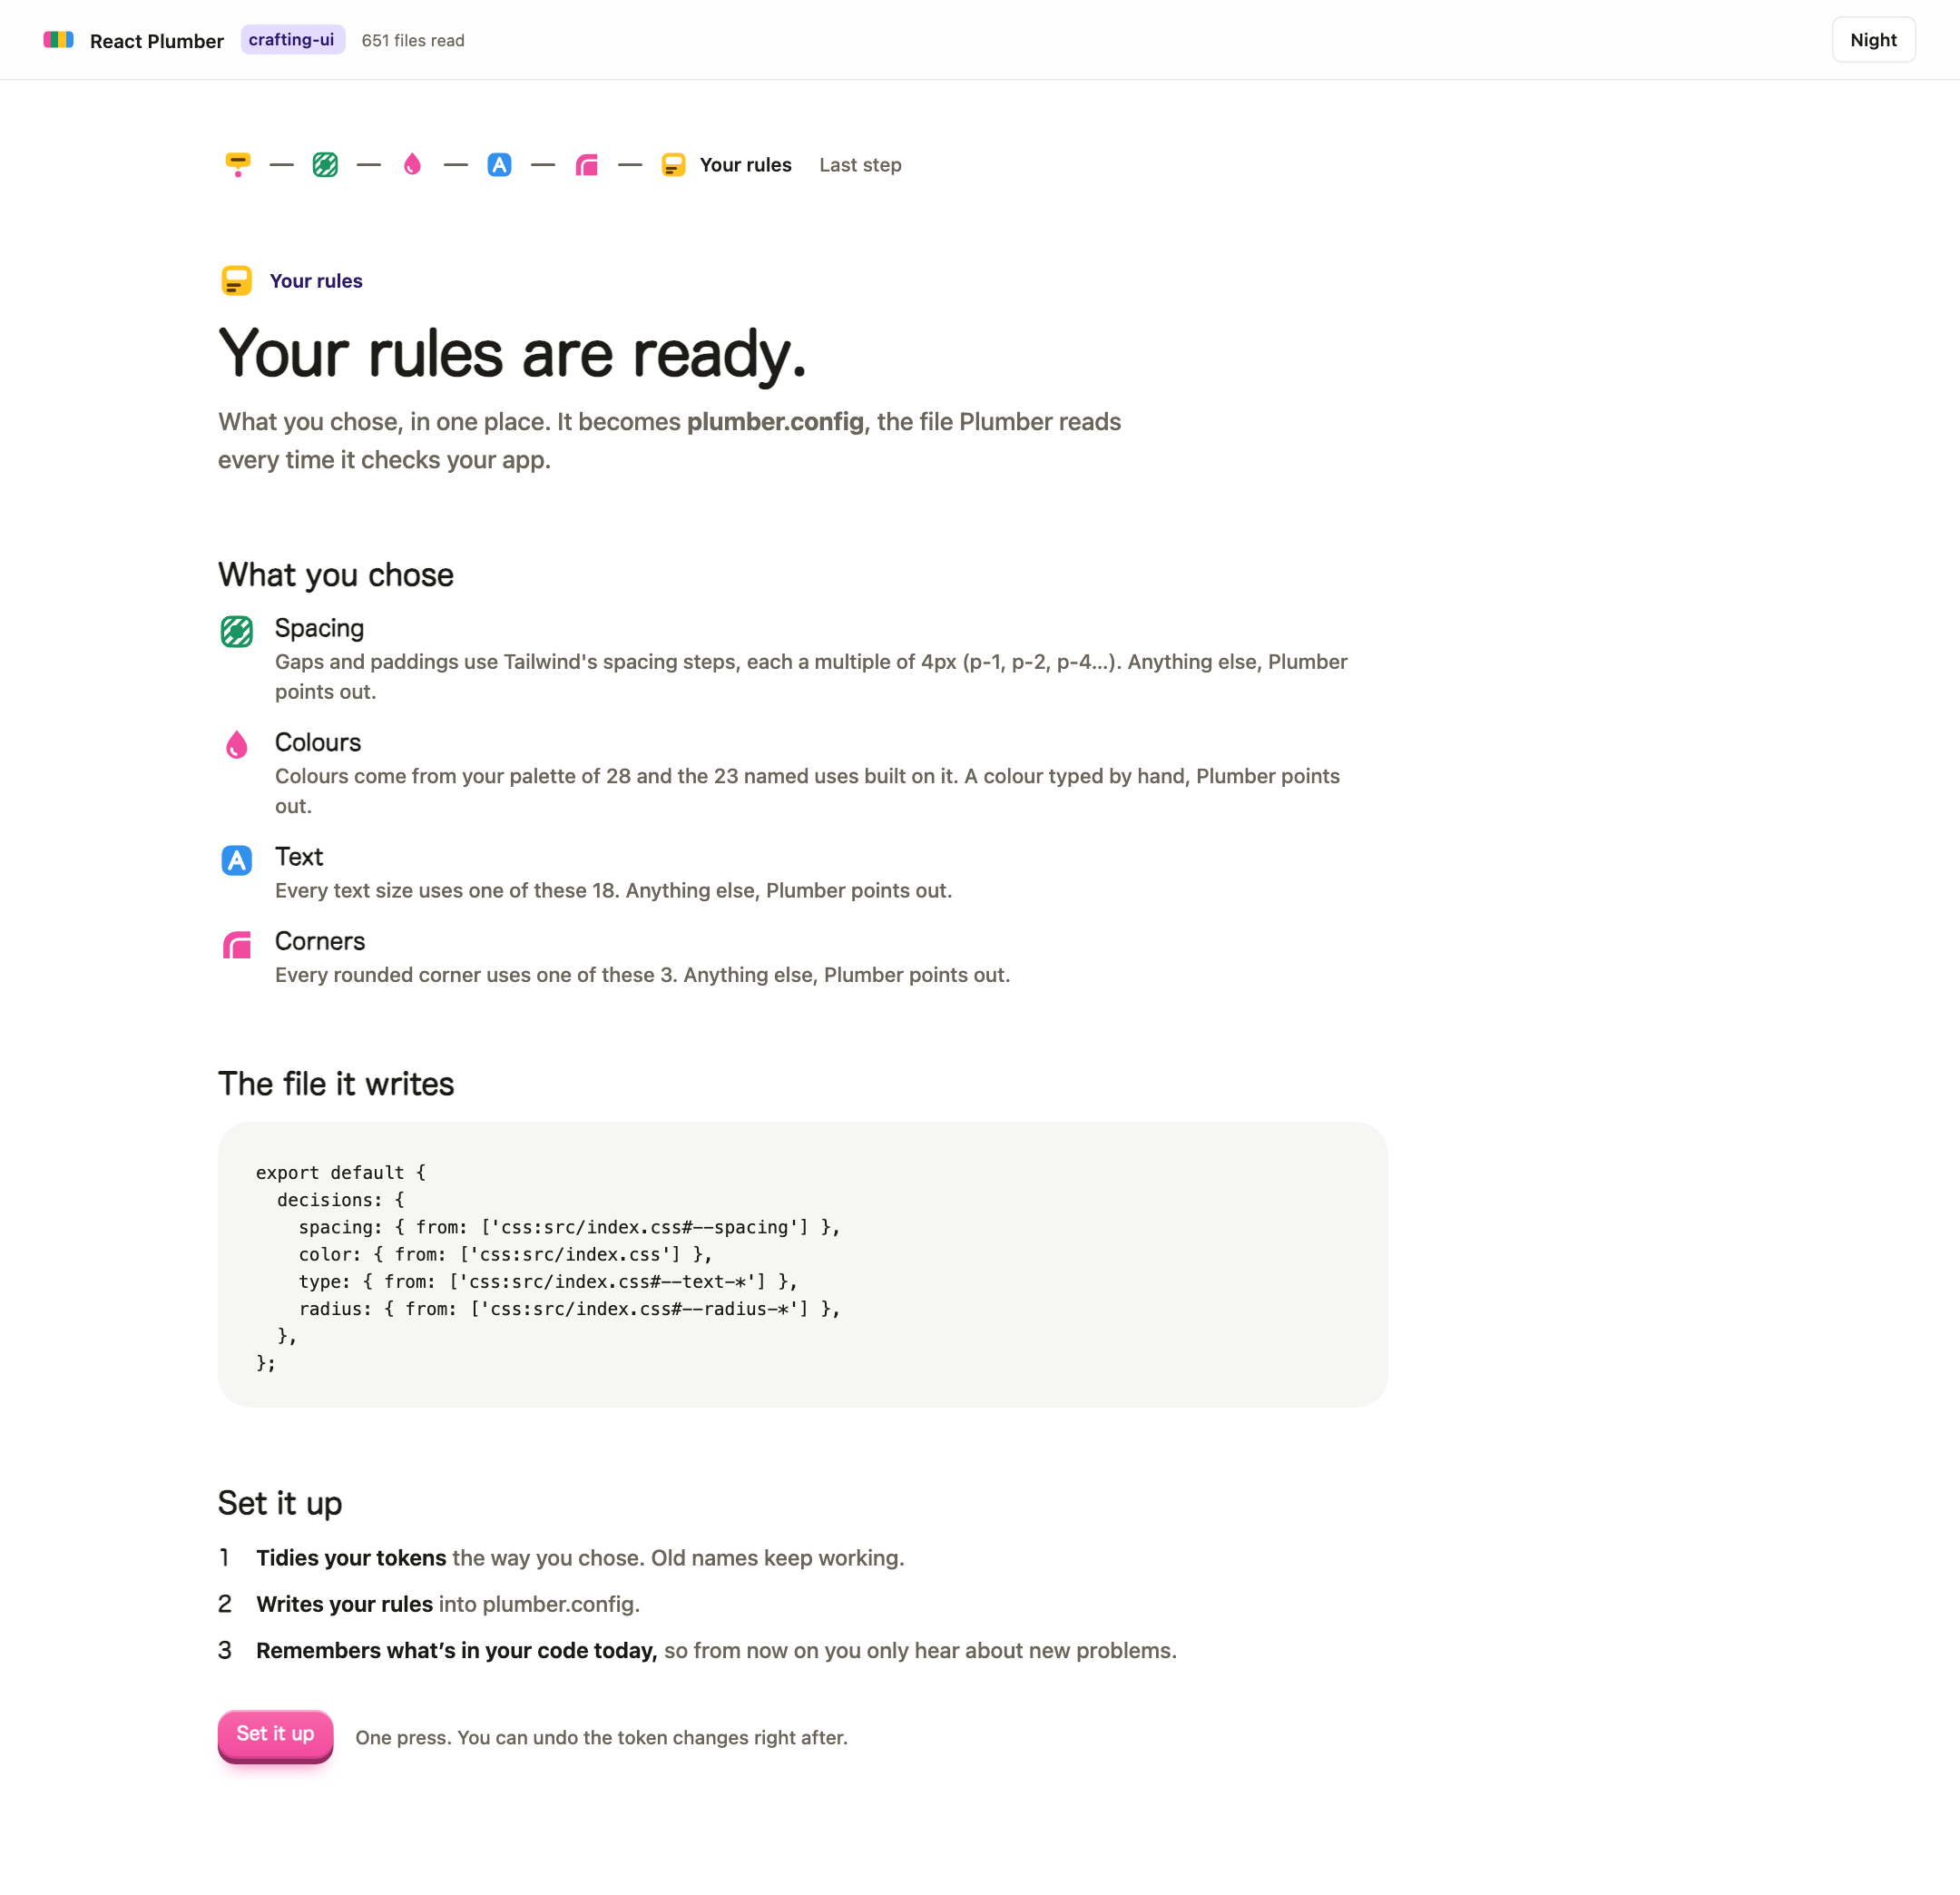 React Plumber crafting-ui 651 files read Night
A Your rules Last step
Your rules
Your rules are ready.
What you chose, in one place. It becomes plumber.config, the file Plumber reads
every time it checks your app.
What you chose
Spacing
Gaps and paddings use Tailwind's spacing steps, each a multiple of 4px (p-1, p-2, p-4...). Anything else, Plumber
points out.
Colours
Colours come from your palette of 28 and the 23 named uses built on it. A colour typed by hand, Plumber points
out.
A Text
Every text size uses one of these 18. Anything else, Plumber points out.
Corners
Every rounded corner uses one of these 3. Anything else, Plumber points out.
The file it writes
export default {
  decisions: {
    spacing: { from: ['css:src/index.css#--spacing'] },
    color: { from: ['css:src/index.css'] },
    type: { from: ['css:src/index.css#--text-*'] },
    radius: { from: ['css:src/index.css#--radius-*'] },
  },
};
Set it up
1 Tidies your tokens the way you chose. Old names keep working.
2 Writes your rules into plumber.config.
3 Remembers what’s in your code today, so from now on you only hear about new problems.
Set it up One press. You can undo the token changes right after.